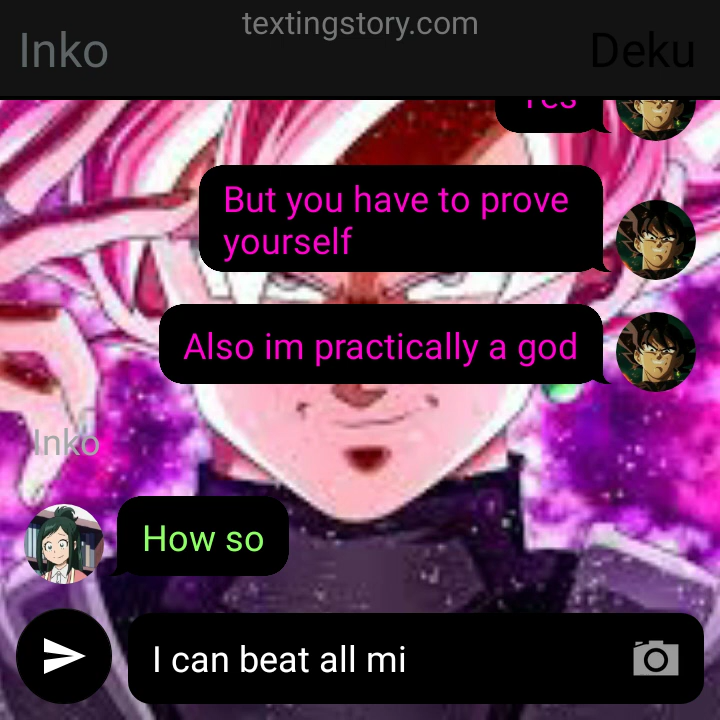 textingstory.com
Inko
Deku
Yes
But you have to prove
yourself
Also im practically a god
Inko
How so
I can beat all mi